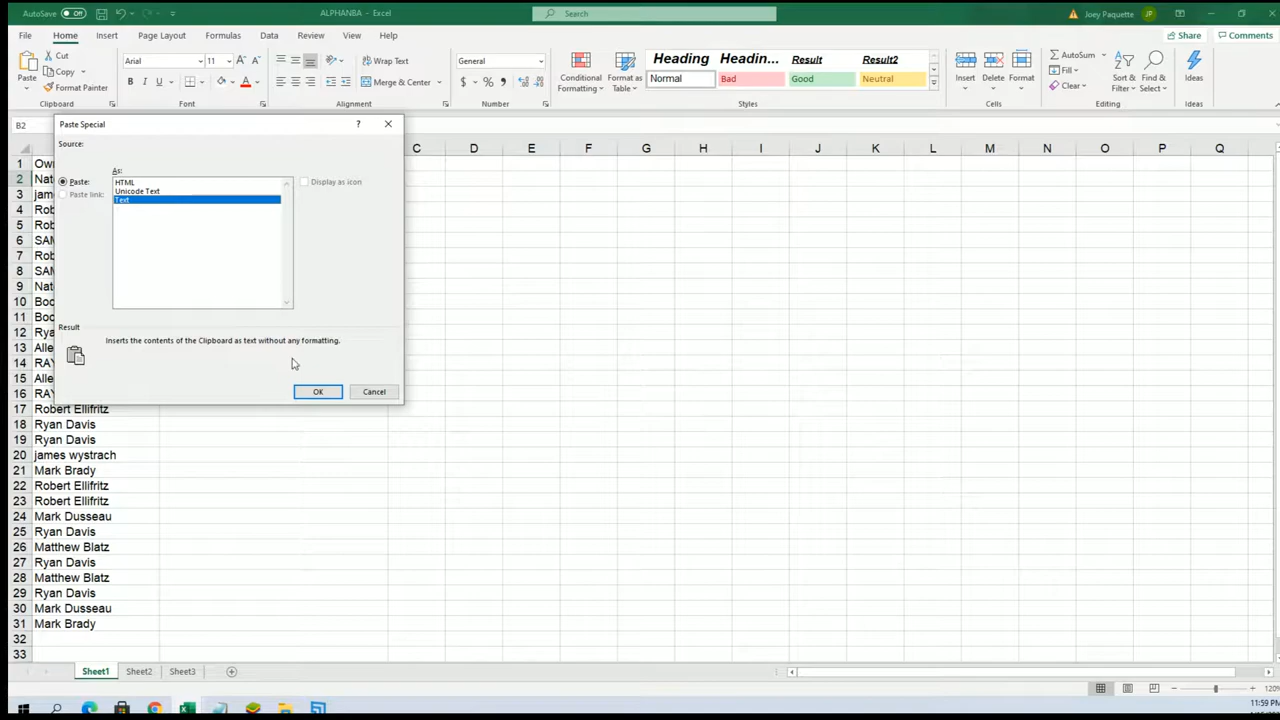 AutoSave Off
ALPHANBA - Excel
Search
Joey Paquette JP
File Home Insert Page Layout Formulas Data Review View Help
Share Comments
Paste
Cut
Copy
Format Painter
Clipboard
Arial 11 A A
B I U A
Font
Wrap Text
Merge & Center
Alignment
General
$ % 9
Number
Conditional Formatting
Format as Table
Heading Headin... Result Result2
Normal Bad Good Neutral
Styles
Insert Delete Format
Cells
AutoSum
Fill
Clear
Sort & Filter
Find & Select
Editing
Ideas
Ideas
B2
Paste Special ?
Source:
As:
Paste:
Paste link:
HTML
Unicode Text
Text
Display as icon
Result
Inserts the contents of the Clipboard as text without any formatting.
OK Cancel
C D E F G H I J K L M N O P Q
1 Own
2 Nat
3 jam
4 Rob
5 Rob
6 SAM
7 Rob
8 SAM
9 Nat
10 Boo
11 Boo
12 Rya
13 Alle
14 RAY
15 Alle
16 RAY
17 Robert Ellifritz
18 Ryan Davis
19 Ryan Davis
20 james wystrach
21 Mark Brady
22 Robert Ellifritz
23 Robert Ellifritz
24 Mark Dusseau
25 Ryan Davis
26 Matthew Blatz
27 Ryan Davis
28 Matthew Blatz
29 Ryan Davis
30 Mark Dusseau
31 Mark Brady
32
33
Sheet1 Sheet2 Sheet3
120%
11:59 PM